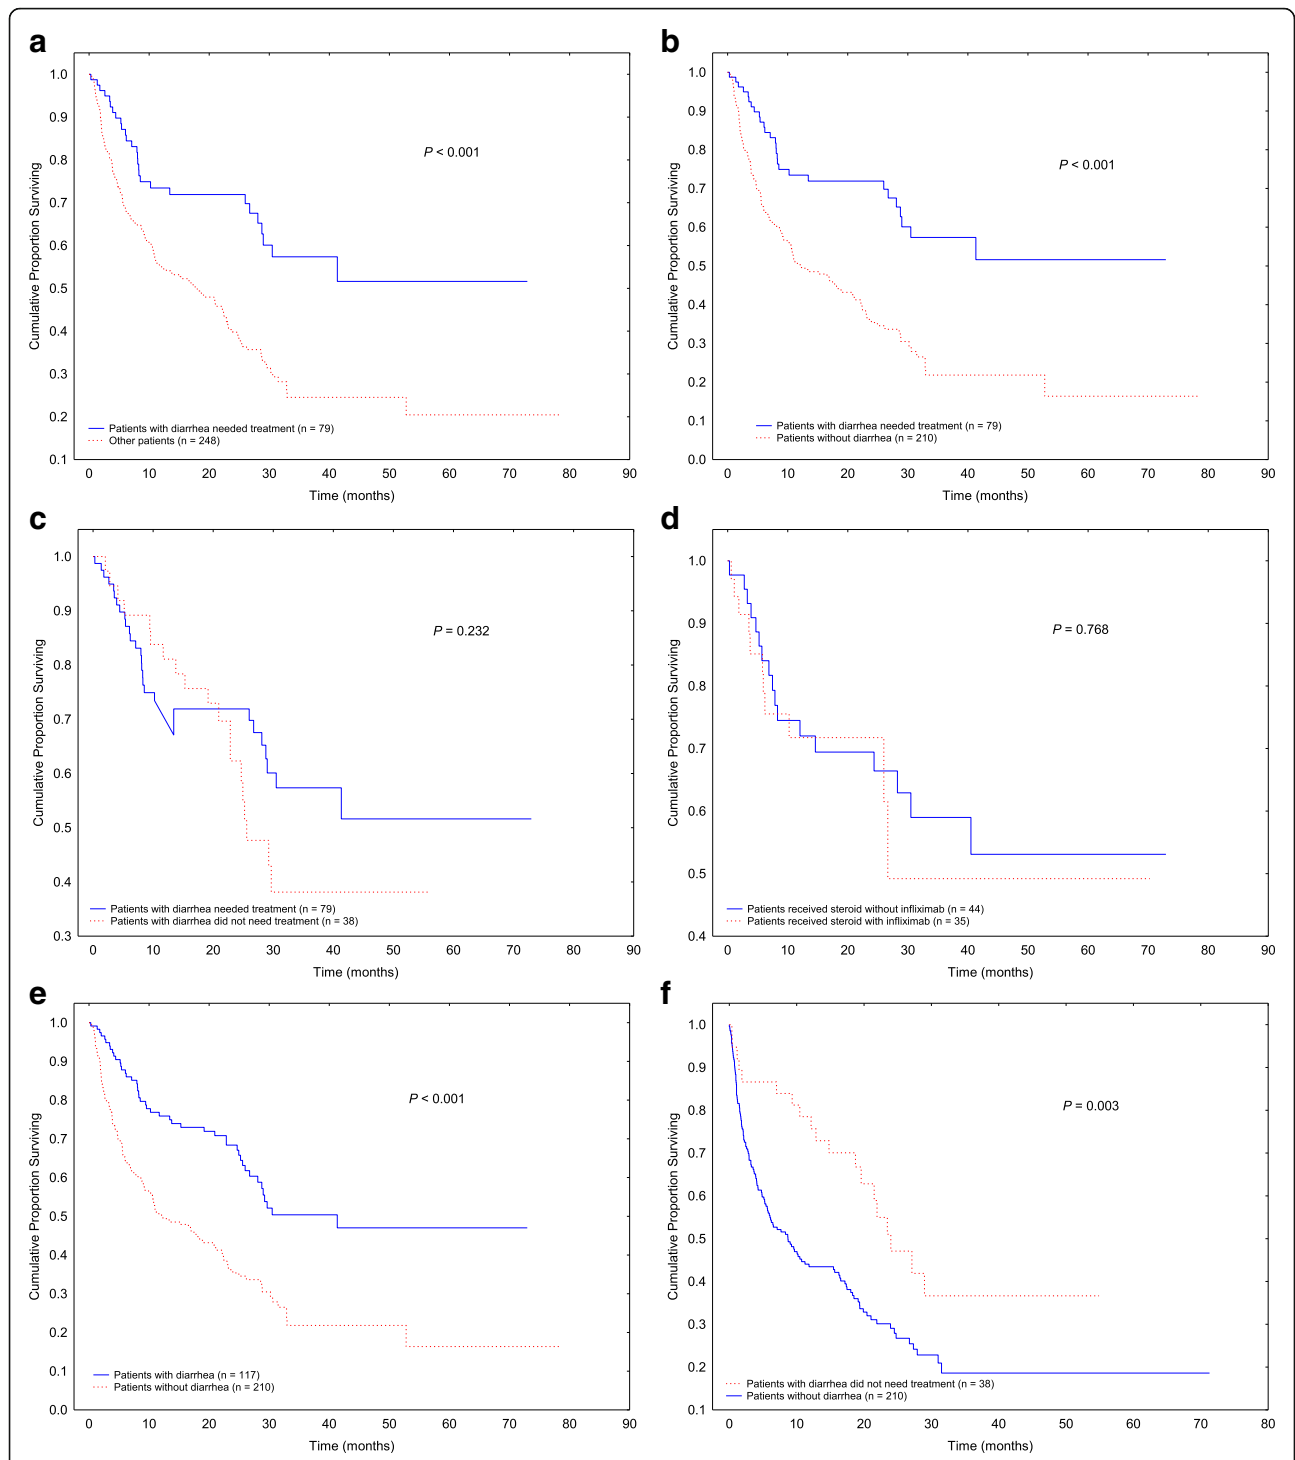 a
1.0
0.9
0.8
0.7
0.6
0.5
0.4
0.3
0.2
0.1
Cumulative Proportion Surviving
P < 0.001
Patients with diarrhea needed treatment (n = 79)
Other patients (n = 248)
0 10 20 30 40 50 60 70 80 90
Time (months)
b
1.0
0.9
0.8
0.7
0.6
0.5
0.4
0.3
0.2
0.1
0.0
Cumulative Proportion Surviving
P < 0.001
Patients with diarrhea needed treatment (n = 79)
Patients without diarrhea (n = 210)
0 10 20 30 40 50 60 70 80 90
Time (months)
c
1.0
0.9
0.8
0.7
0.6
0.5
0.4
0.3
Cumulative Proportion Surviving
P = 0.232
Patients with diarrhea needed treatment (n = 79)
Patients with diarrhea did not need treatment (n = 38)
0 10 20 30 40 50 60 70 80 90
Time (months)
d
1.0
0.9
0.8
0.7
0.6
0.5
0.4
Cumulative Proportion Surviving
P = 0.768
Patients received steroid without infliximab (n = 44)
Patients received steroid with infliximab (n = 35)
0 10 20 30 40 50 60 70 80 90
Time (months)
e
1.0
0.9
0.8
0.7
0.6
0.5
0.4
0.3
0.2
0.1
0.0
Cumulative Proportion Surviving
P < 0.001
Patients with diarrhea (n = 117)
Patients without diarrhea (n = 210)
0 10 20 30 40 50 60 70 80 90
Time (months)
f
1.0
0.9
0.8
0.7
0.6
0.5
0.4
0.3
0.2
0.1
Cumulative Proportion Surviving
P = 0.003
Patients with diarrhea did not need treatment (n = 38)
Patients without diarrhea (n = 210)
0 10 20 30 40 50 60 70 80
Time (months)